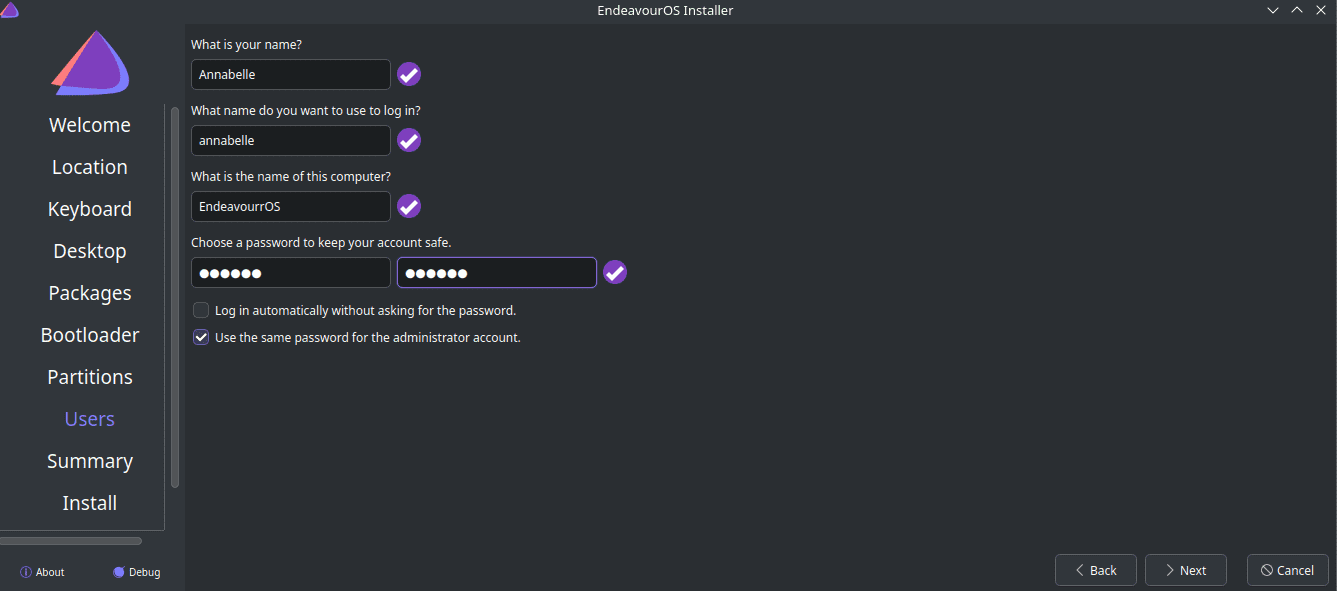 EndeavourOS Installer
What is your name?
Annabelle
What name do you want to use to log in?
annabelle
What is the name of this computer?
EndeavourrOS
Choose a password to keep your account safe.
●●●●●● ●●●●●●
Log in automatically without asking for the password.
Use the same password for the administrator account.
Welcome
Location
Keyboard
Desktop
Packages
Bootloader
Partitions
Users
Summary
Install
About Debug
Back Next Cancel